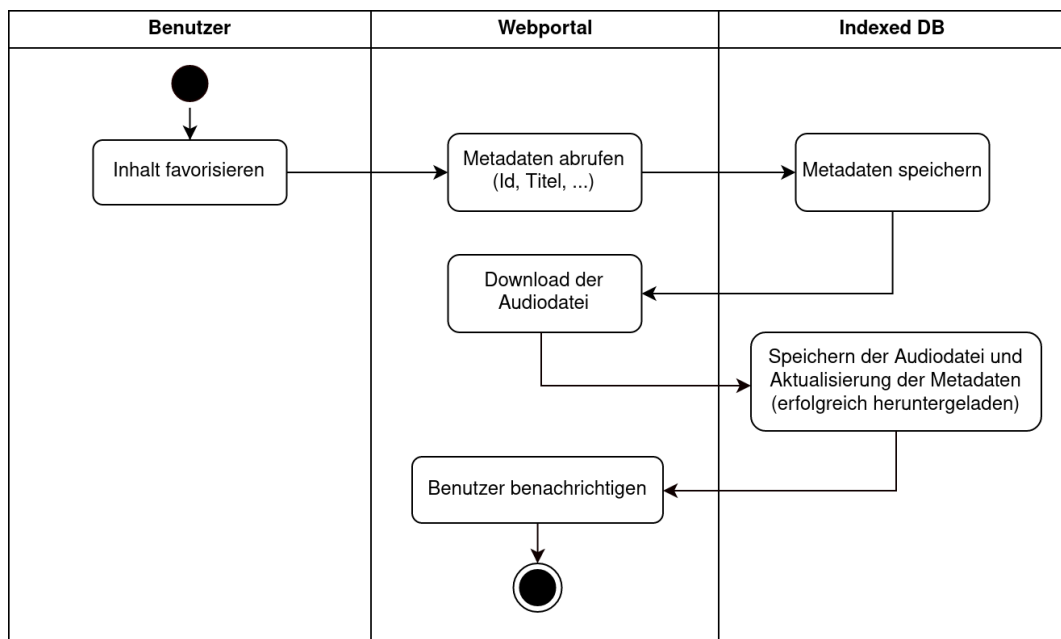 Benutzer
Webportal
Indexed DB
Inhalt favorisieren
Metadaten abrufen
(Id, Titel, ...)
Metadaten speichern
Download der
Audiodatei
Speichern der Audiodatei und
Aktualisierung der Metadaten
(erfolgreich heruntergeladen)
Benutzer benachrichtigen